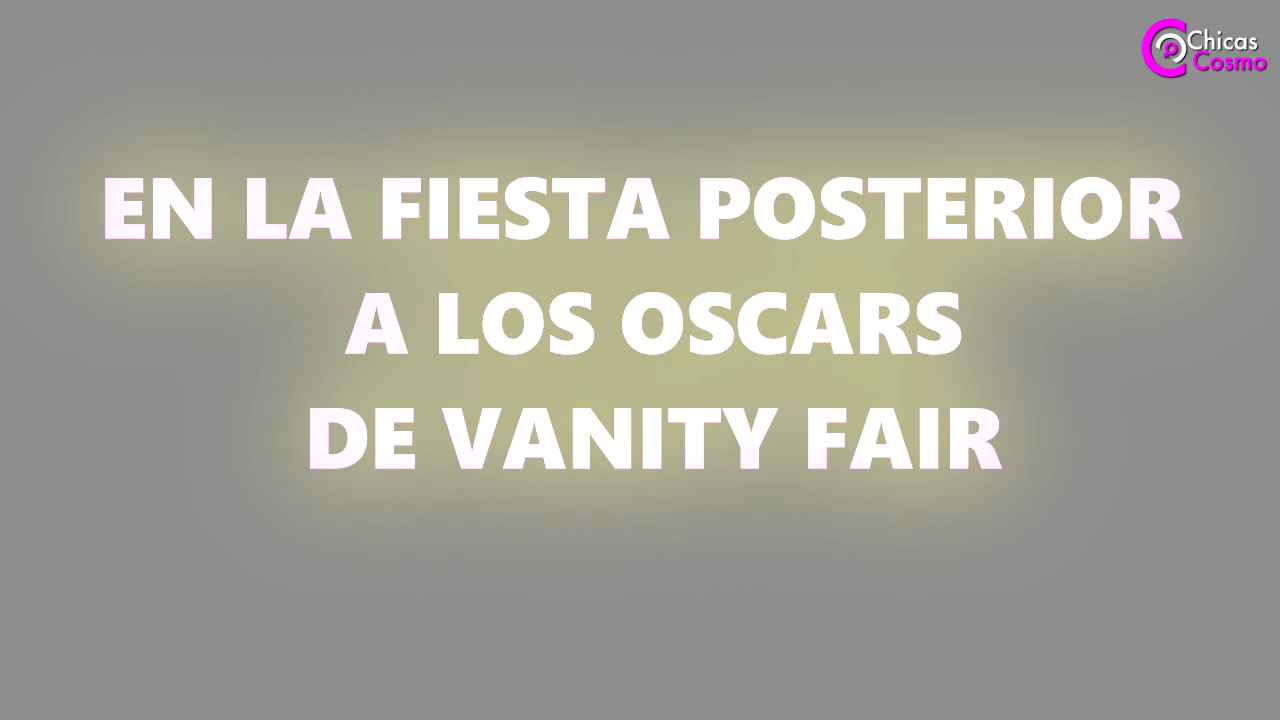 Chicas
Cosmo
EN LA FIESTA POSTERIOR
A LOS OSCARS
DE VANITY FAIR